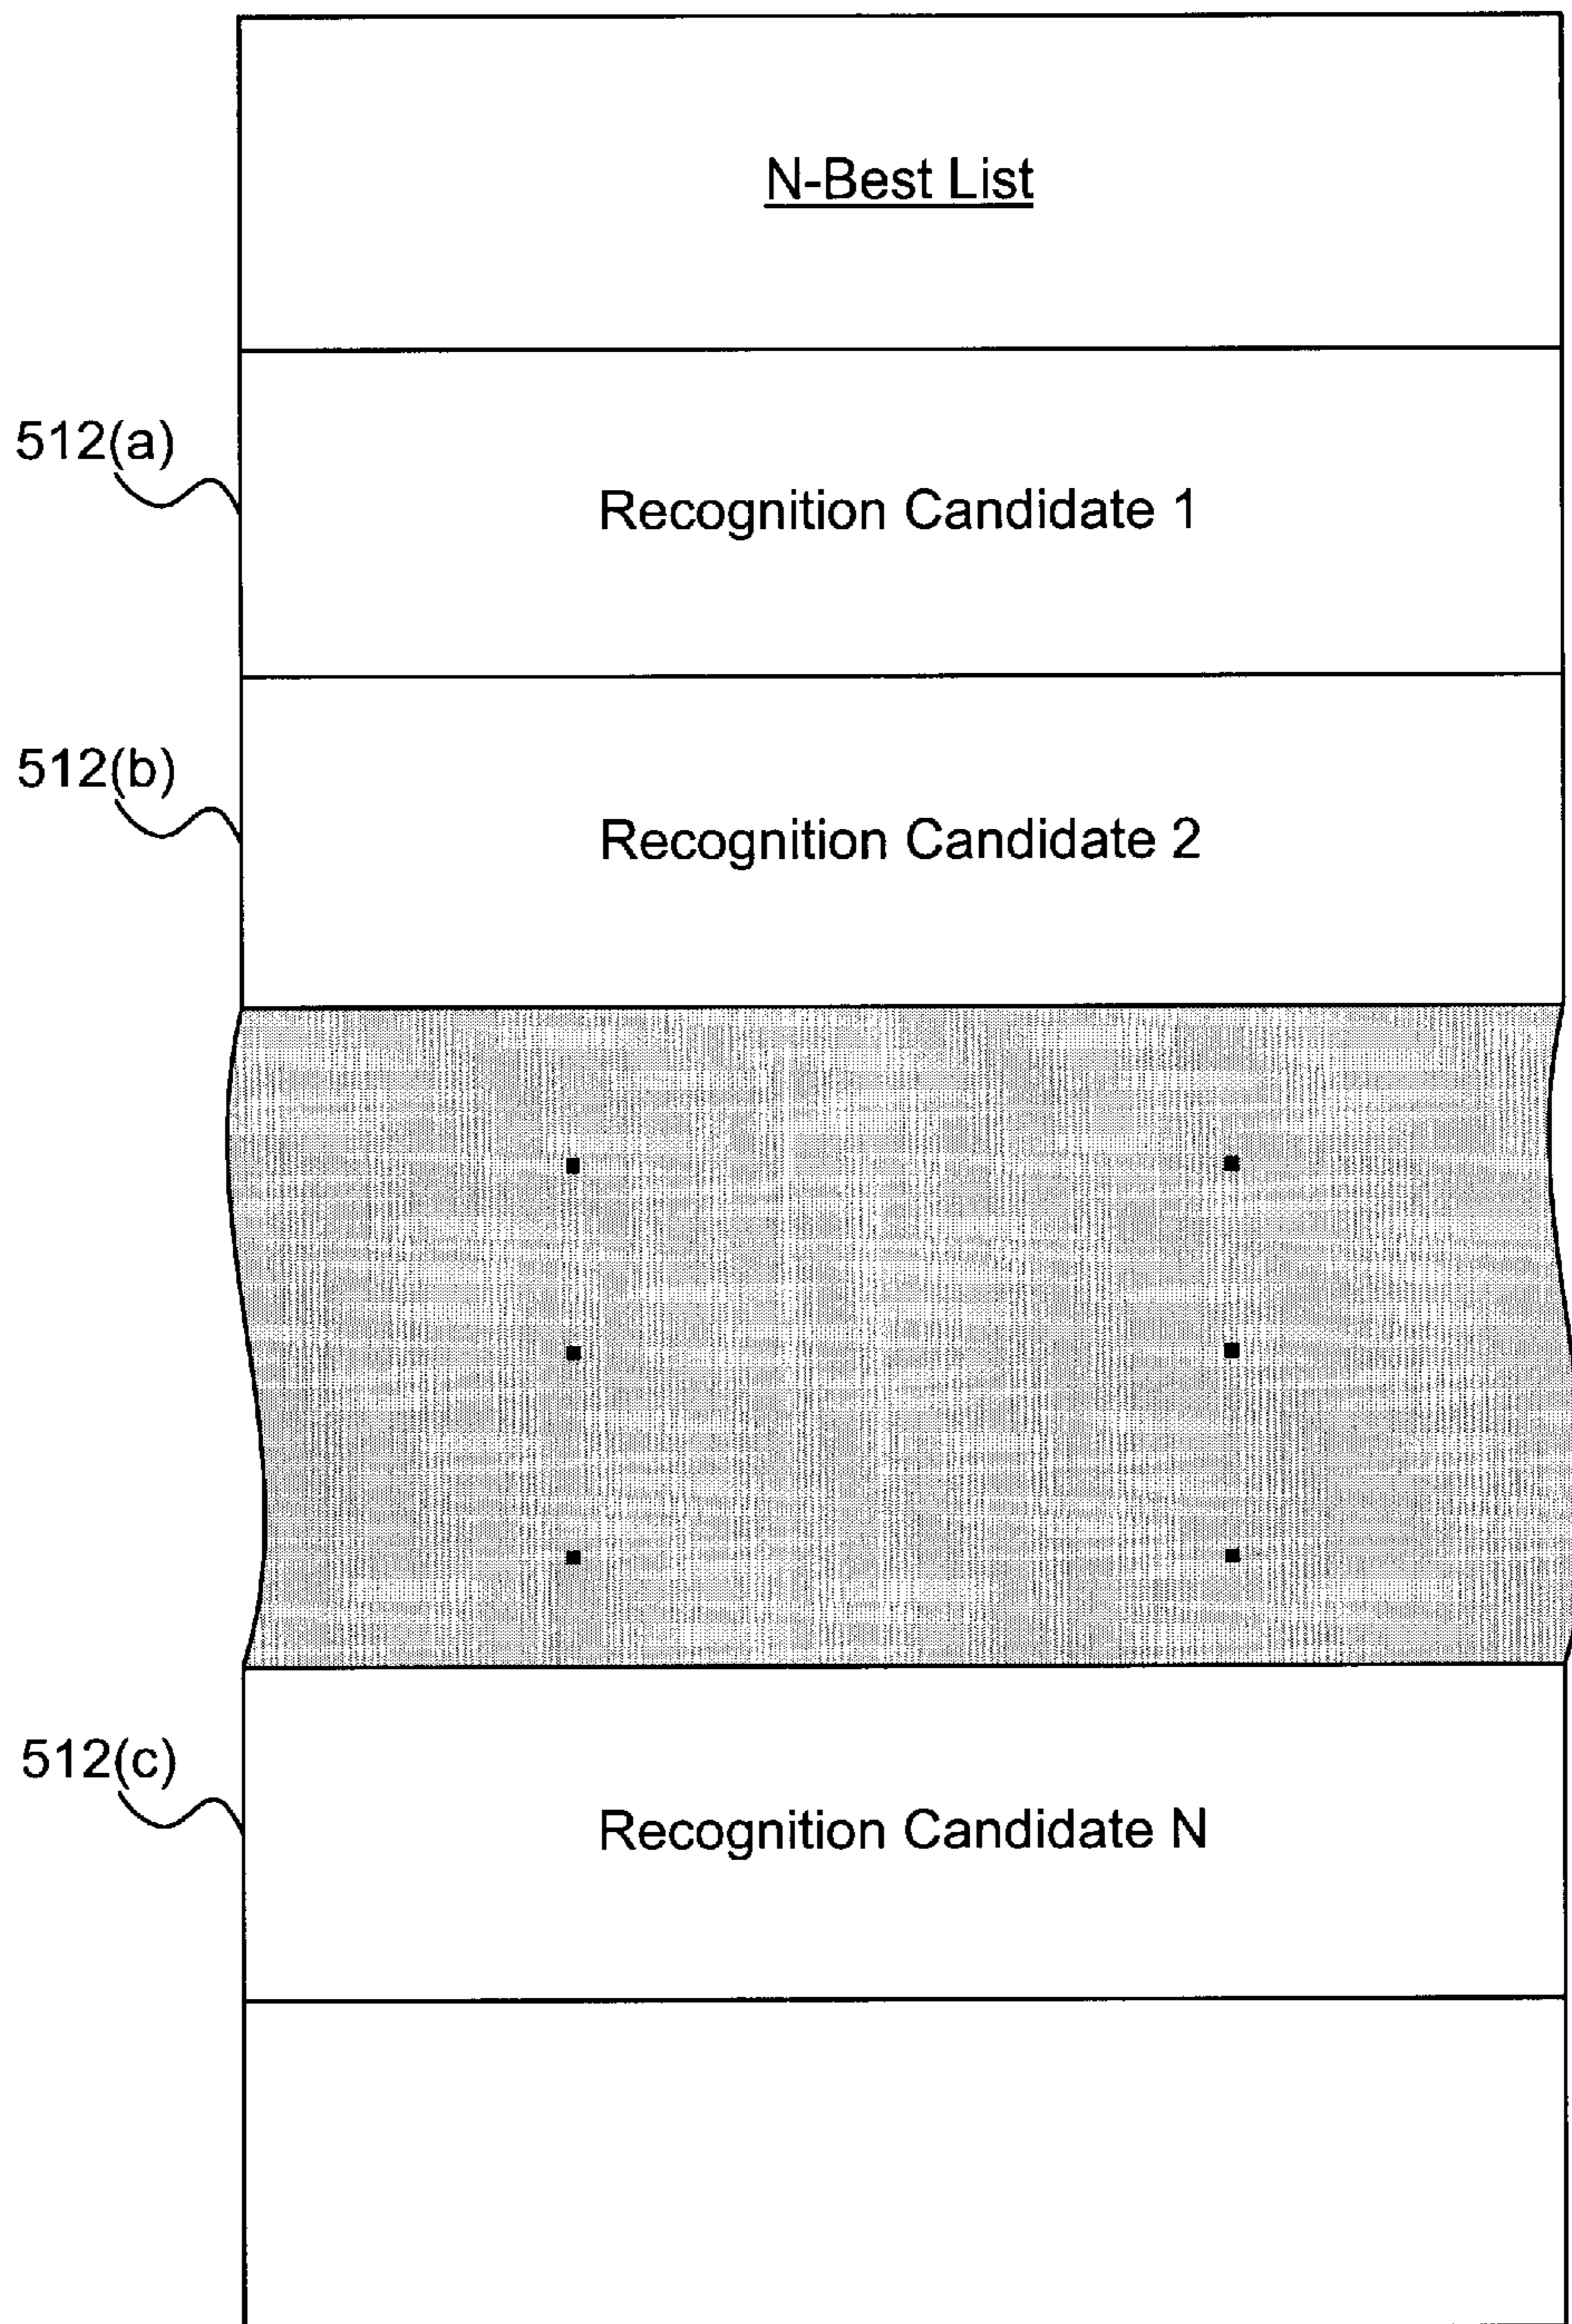 N-Best List
512(a)
Recognition Candidate 1
512(b)
Recognition Candidate 2
512(c)
Recognition Candidate N